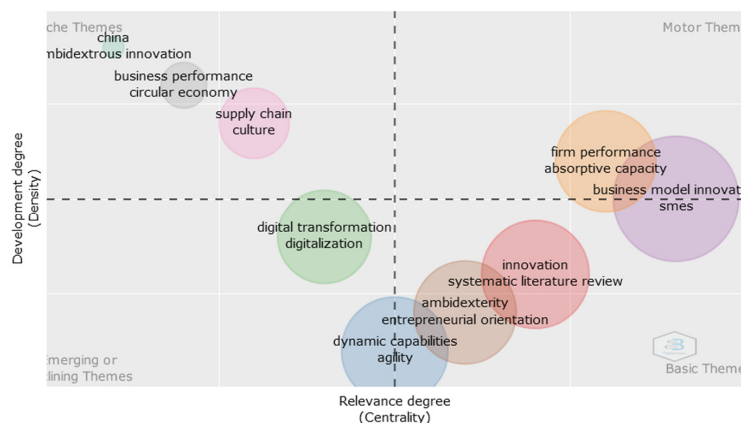 che Themes
Motor Them
china
mbidextrous innovation
business performance
circular economy
supply chain
culture
firm performance
absorptive capacity
business model innovat
smes
Development degree
(Density)
digital transformation
digitalization
innovation
systematic literature review
ambidexterity
entrepreneurial orientation
dynamic capabilities
agility
merging or
lining Themes
Basic Theme
Relevance degree
(Centrality)